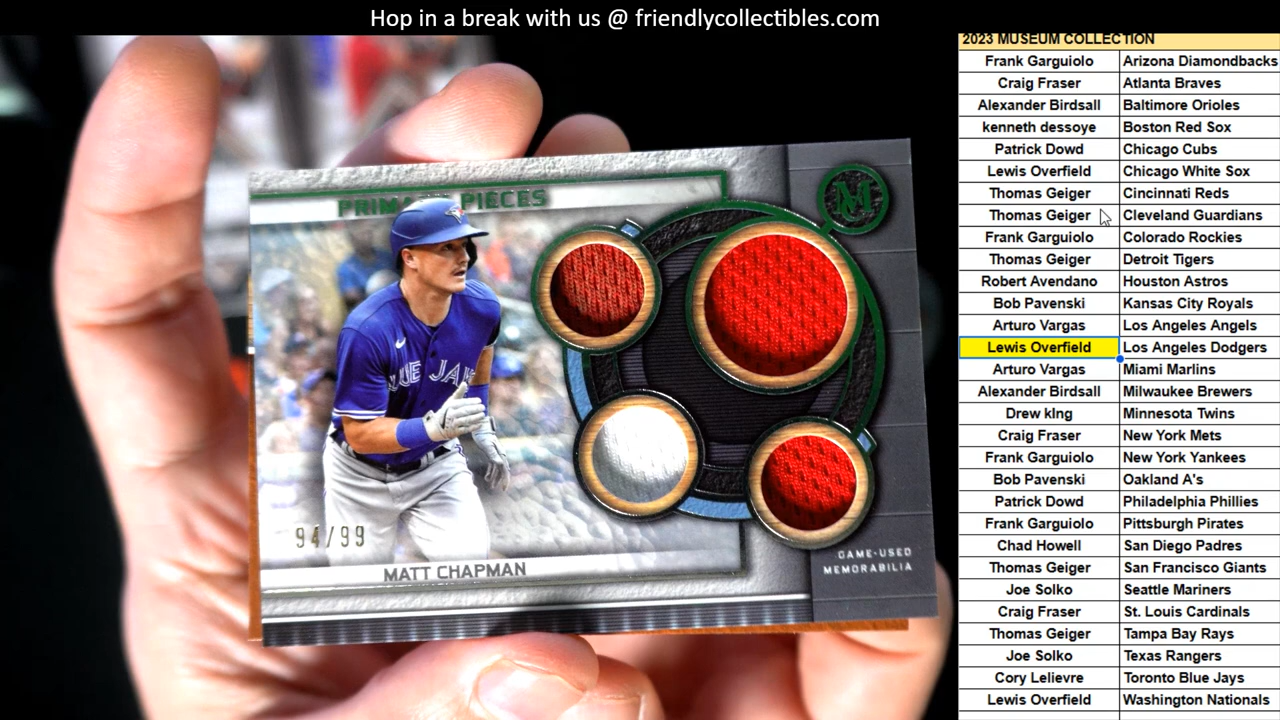 Hop in a break with us @ friendlycollectibles.com
PRIMARY PIECES
M
BLUE JAYS
94/99
MATT CHAPMAN
GAME-USED
MEMORABILIA
2023 MUSEUM COLLECTION
Frank Garguiolo Arizona Diamondbacks
Craig Fraser Atlanta Braves
Alexander Birdsall Baltimore Orioles
kenneth dessoye Boston Red Sox
Patrick Dowd Chicago Cubs
Lewis Overfield Chicago White Sox
Thomas Geiger Cincinnati Reds
Thomas Geiger Cleveland Guardians
Frank Garguiolo Colorado Rockies
Thomas Geiger Detroit Tigers
Robert Avendano Houston Astros
Bob Pavenski Kansas City Royals
Arturo Vargas Los Angeles Angels
Lewis Overfield Los Angeles Dodgers
Arturo Vargas Miami Marlins
Alexander Birdsall Milwaukee Brewers
Drew kIng Minnesota Twins
Craig Fraser New York Mets
Frank Garguiolo New York Yankees
Bob Pavenski Oakland A's
Patrick Dowd Philadelphia Phillies
Frank Garguiolo Pittsburgh Pirates
Chad Howell San Diego Padres
Thomas Geiger San Francisco Giants
Joe Solko Seattle Mariners
Craig Fraser St. Louis Cardinals
Thomas Geiger Tampa Bay Rays
Joe Solko Texas Rangers
Cory Lelievre Toronto Blue Jays
Lewis Overfield Washington Nationals